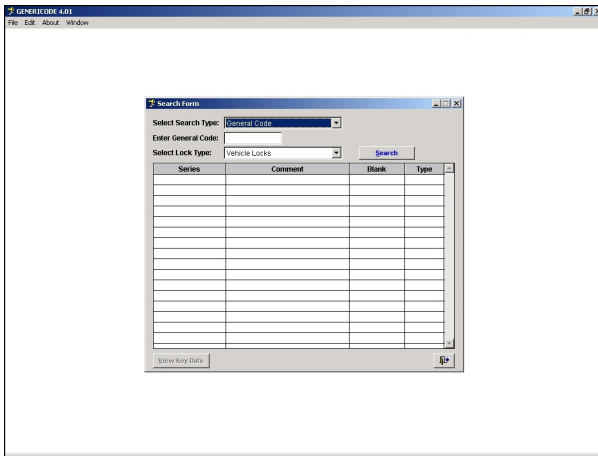 GENERICODE 4.01
File Edit About Window
Search Form
Select Search Type: General Code
Enter General Code:
Select Lock Type: Vehicle Locks Search
Series Comment Blank Type
View Key Data